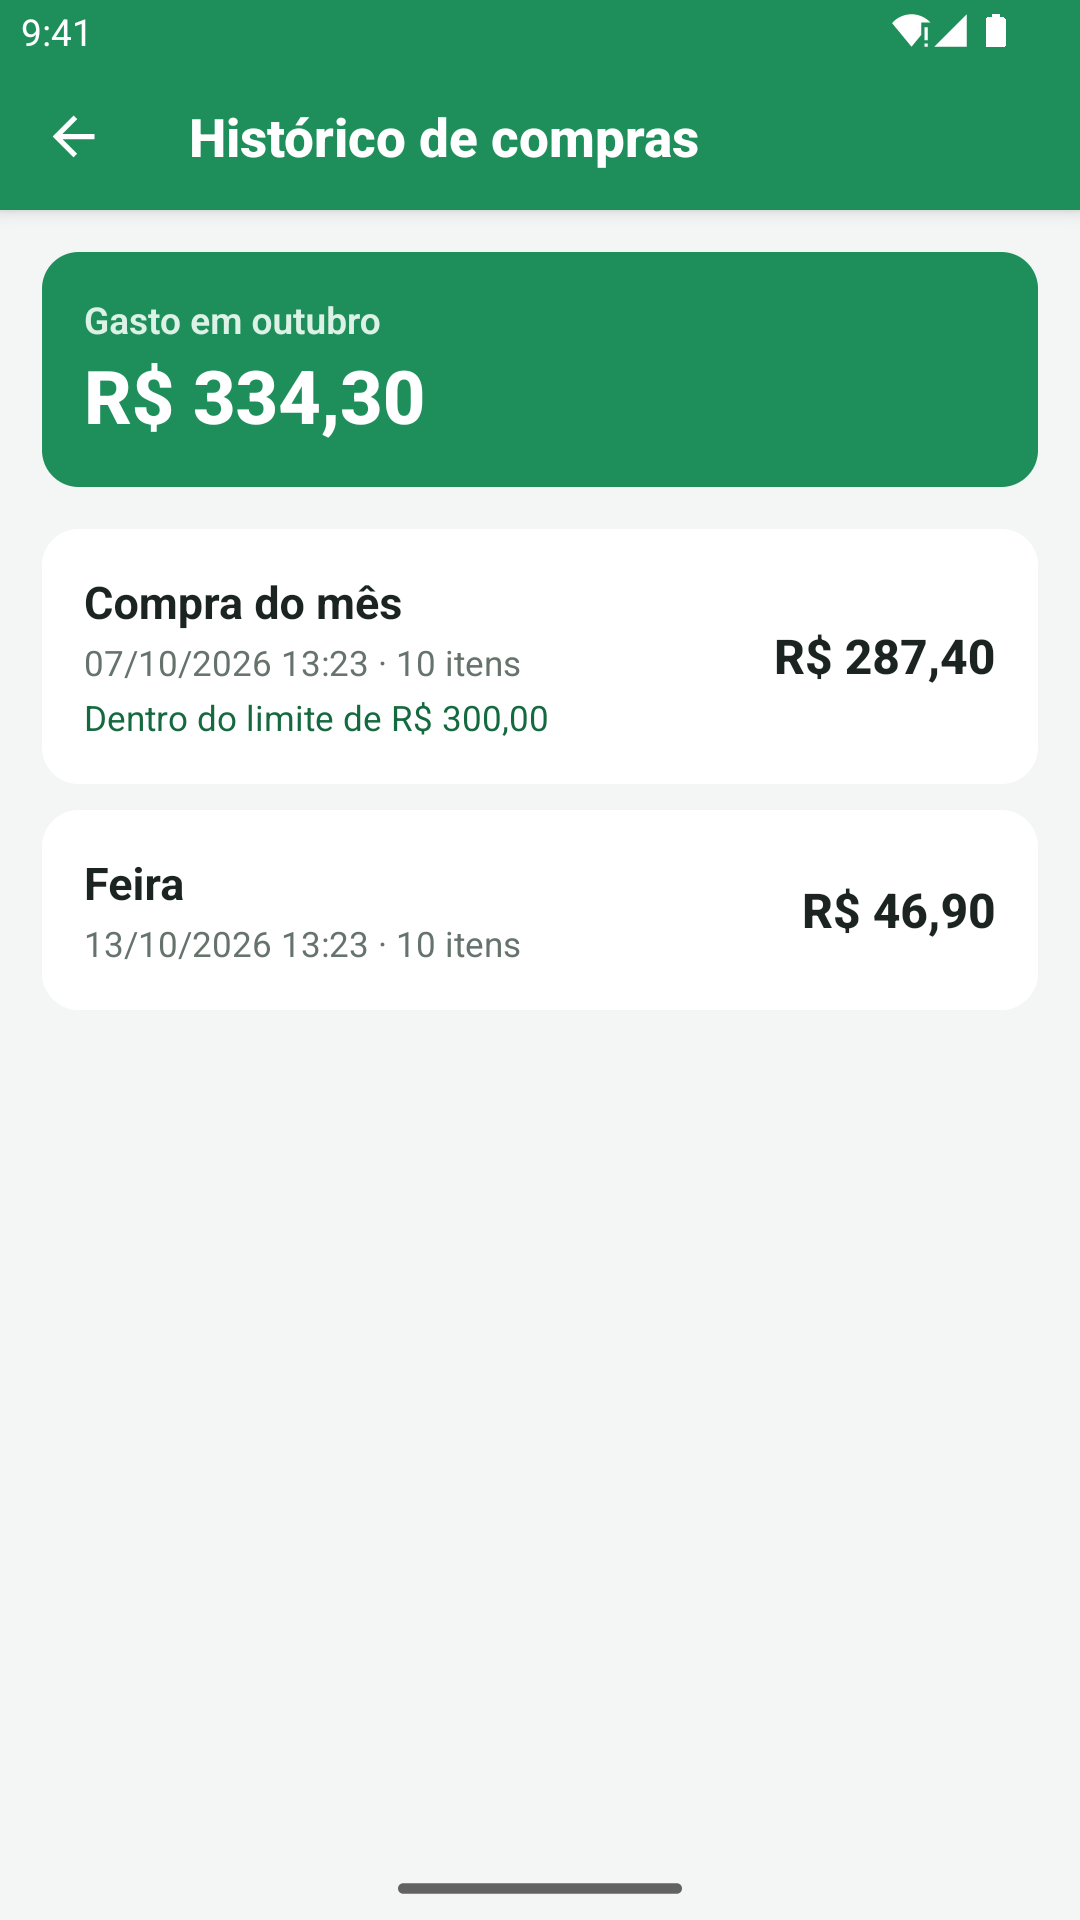 9:41
Histórico de compras
Gasto em outubro
R$ 334,30
Compra do mês
07/10/2026 13:23 · 10 itens
Dentro do limite de R$ 300,00
R$ 287,40
Feira
13/10/2026 13:23 · 10 itens
R$ 46,90